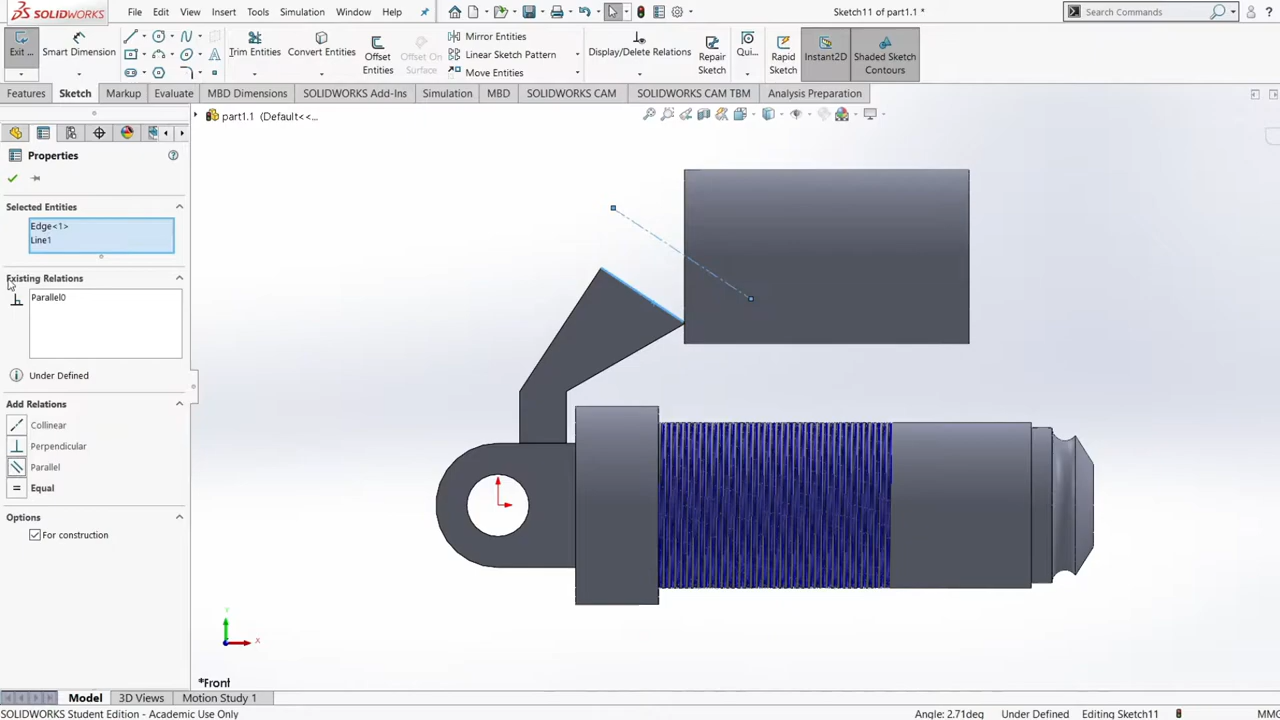 SOLIDWORKS File Edit View Insert Tools Simulation Window Help Sketch11 of part1.1 * Search Commands
Exit ... Smart Dimension Trim Entities Convert Entities Offset Entities Offset On Surface Mirror Entities Linear Sketch Pattern Move Entities Display/Delete Relations Repair Sketch Qui... Rapid Sketch Instant2D Shaded Sketch Contours
Features Sketch Markup Evaluate MBD Dimensions SOLIDWORKS Add-Ins Simulation MBD SOLIDWORKS CAM SOLIDWORKS CAM TBM Analysis Preparation
part1.1 (Default<<...
Properties
Selected Entities
Edge<1>
Line1
Existing Relations
Parallel0
Under Defined
Add Relations
Collinear
Perpendicular
Parallel
Equal
Options
For construction
Y
X
*Front
Model 3D Views Motion Study 1
SOLIDWORKS Student Edition - Academic Use Only Angle: 2.71deg Under Defined Editing Sketch11